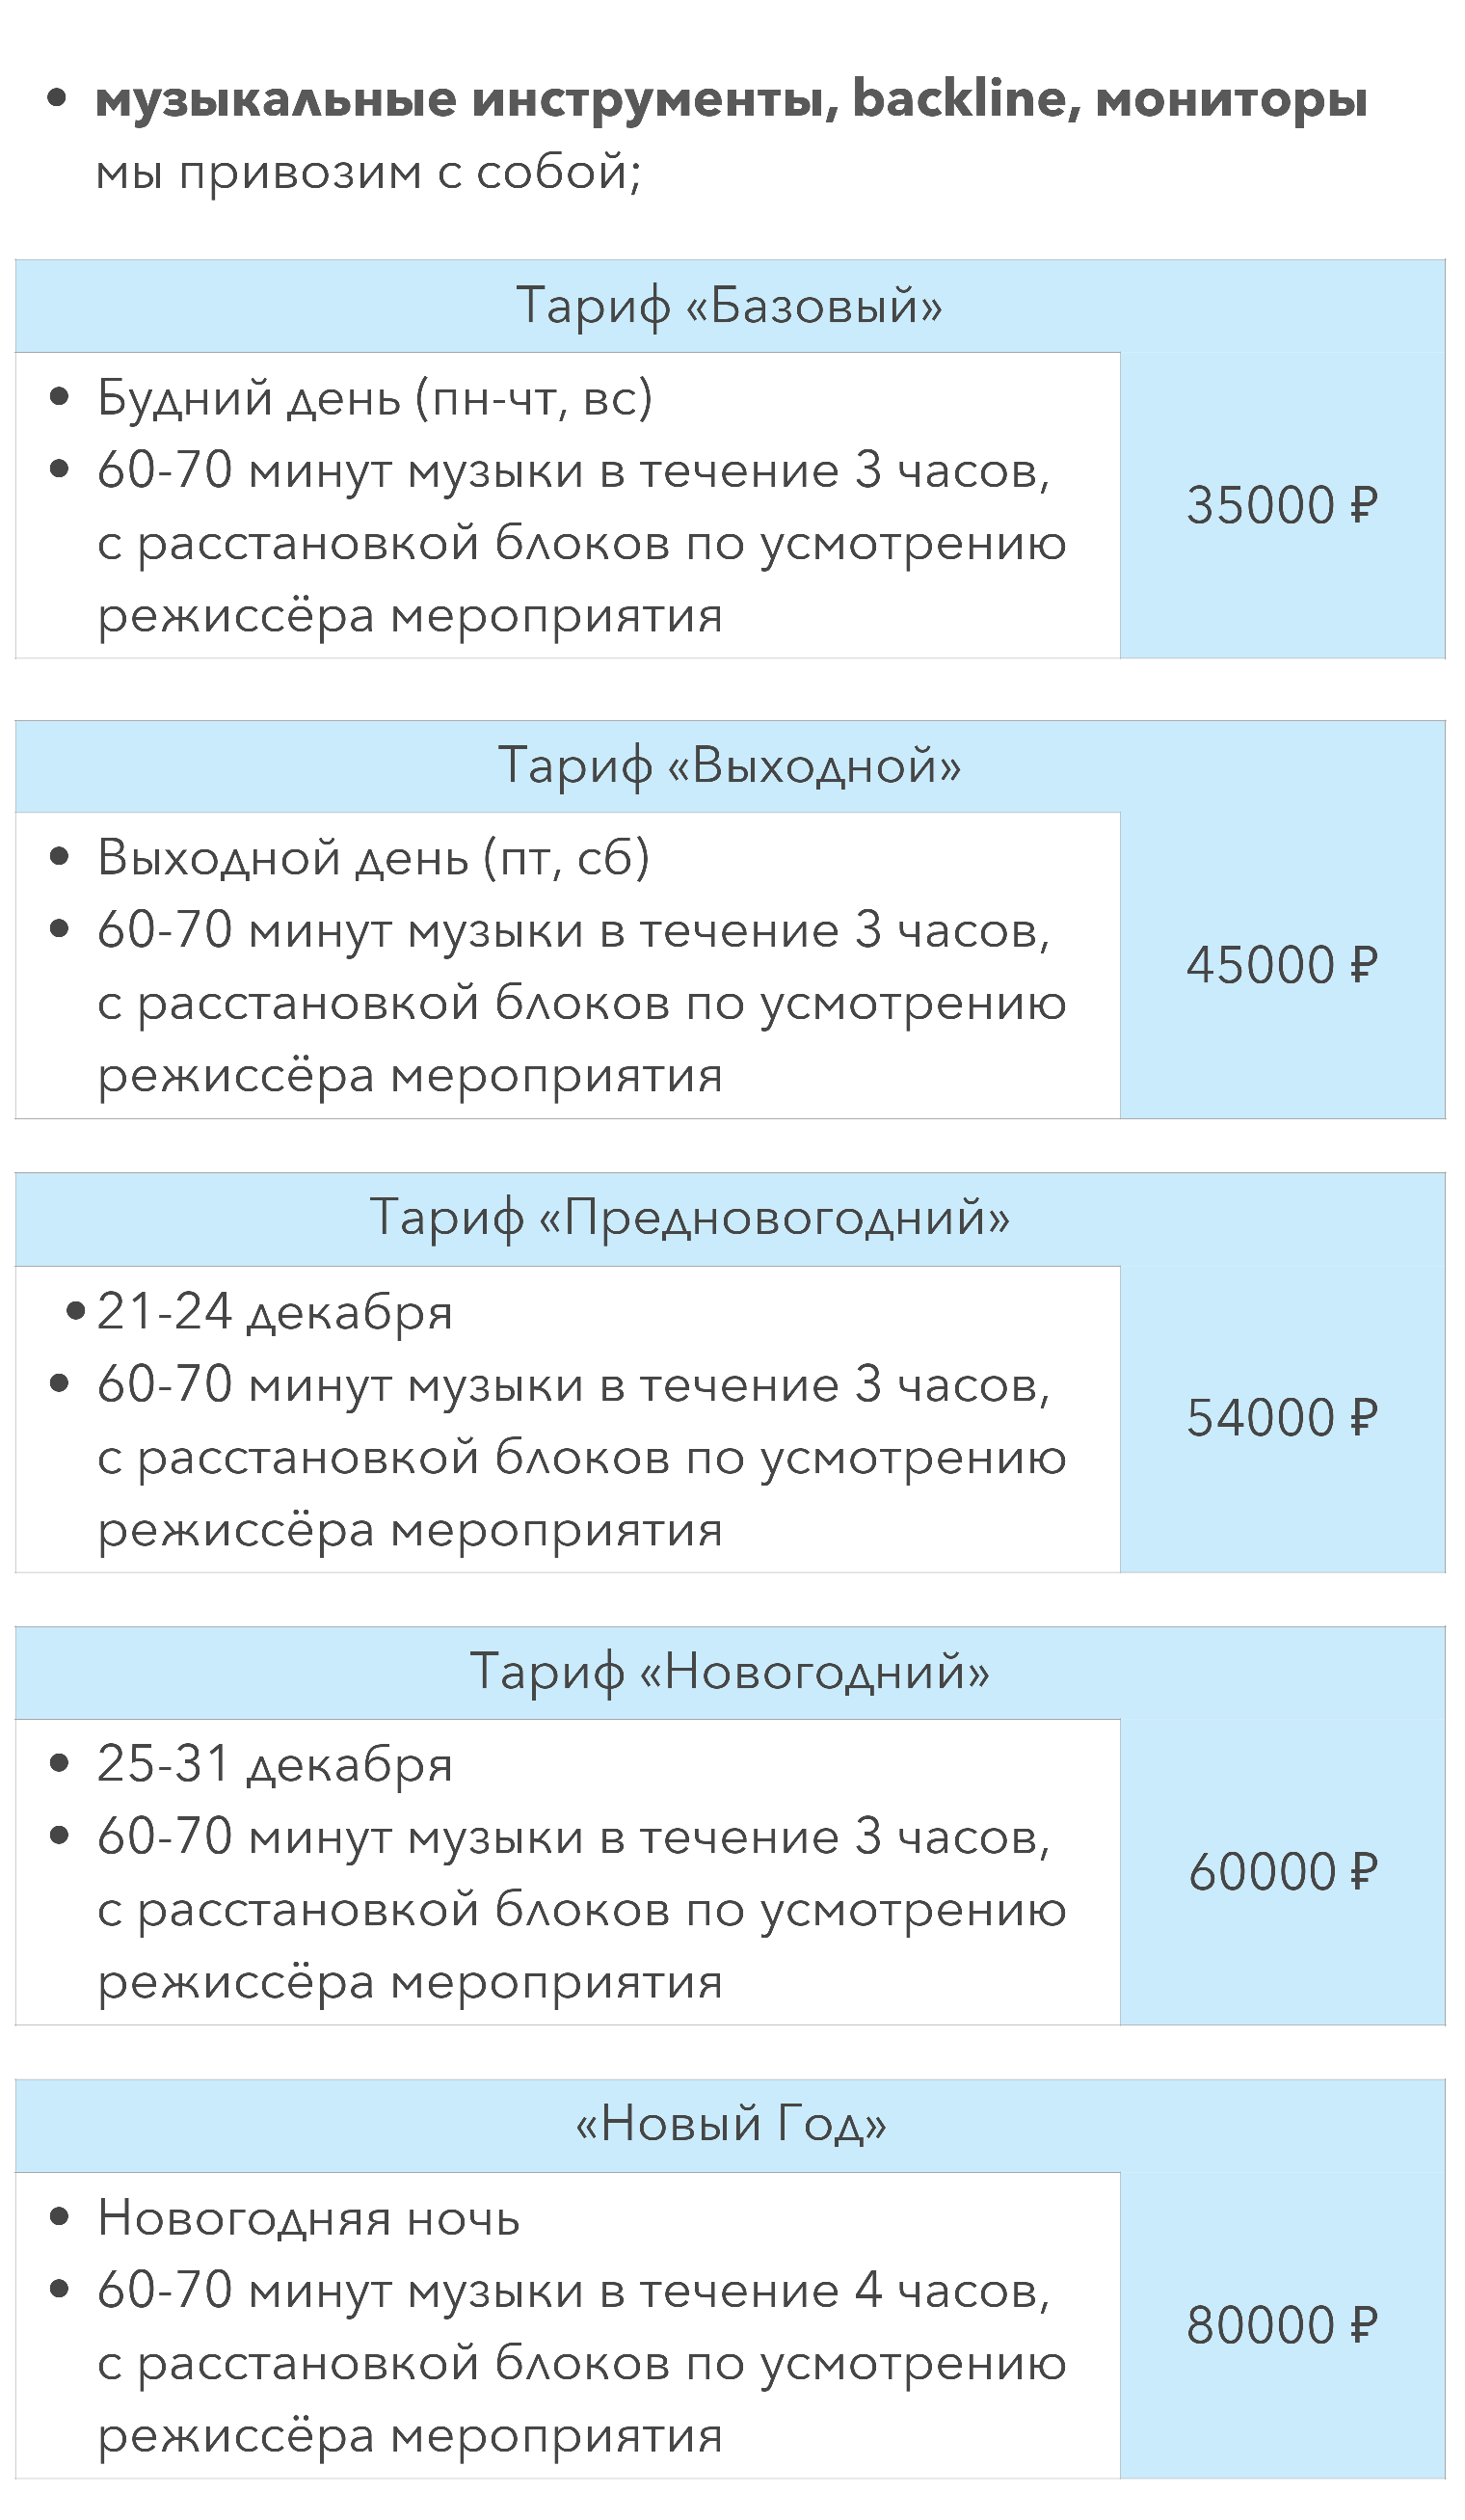 • музыкальные инструменты, backline, мониторы
мы привозим с собой;
Тариф «Базовый»
• Будний день (пн-чт, вс)
• 60-70 минут музыки в течение 3 часов,
с расстановкой блоков по усмотрению
режиссёра мероприятия
35000 ₽
Тариф «Выходной»
• Выходной день (пт, сб)
• 60-70 минут музыки в течение 3 часов,
с расстановкой блоков по усмотрению
режиссёра мероприятия
45000 ₽
Тариф «Предновогодний»
• 21-24 декабря
• 60-70 минут музыки в течение 3 часов,
с расстановкой блоков по усмотрению
режиссёра мероприятия
54000 ₽
Тариф «Новогодний»
• 25-31 декабря
• 60-70 минут музыки в течение 3 часов,
с расстановкой блоков по усмотрению
режиссёра мероприятия
60000 ₽
«Новый Год»
• Новогодняя ночь
• 60-70 минут музыки в течение 4 часов,
с расстановкой блоков по усмотрению
режиссёра мероприятия
80000 ₽